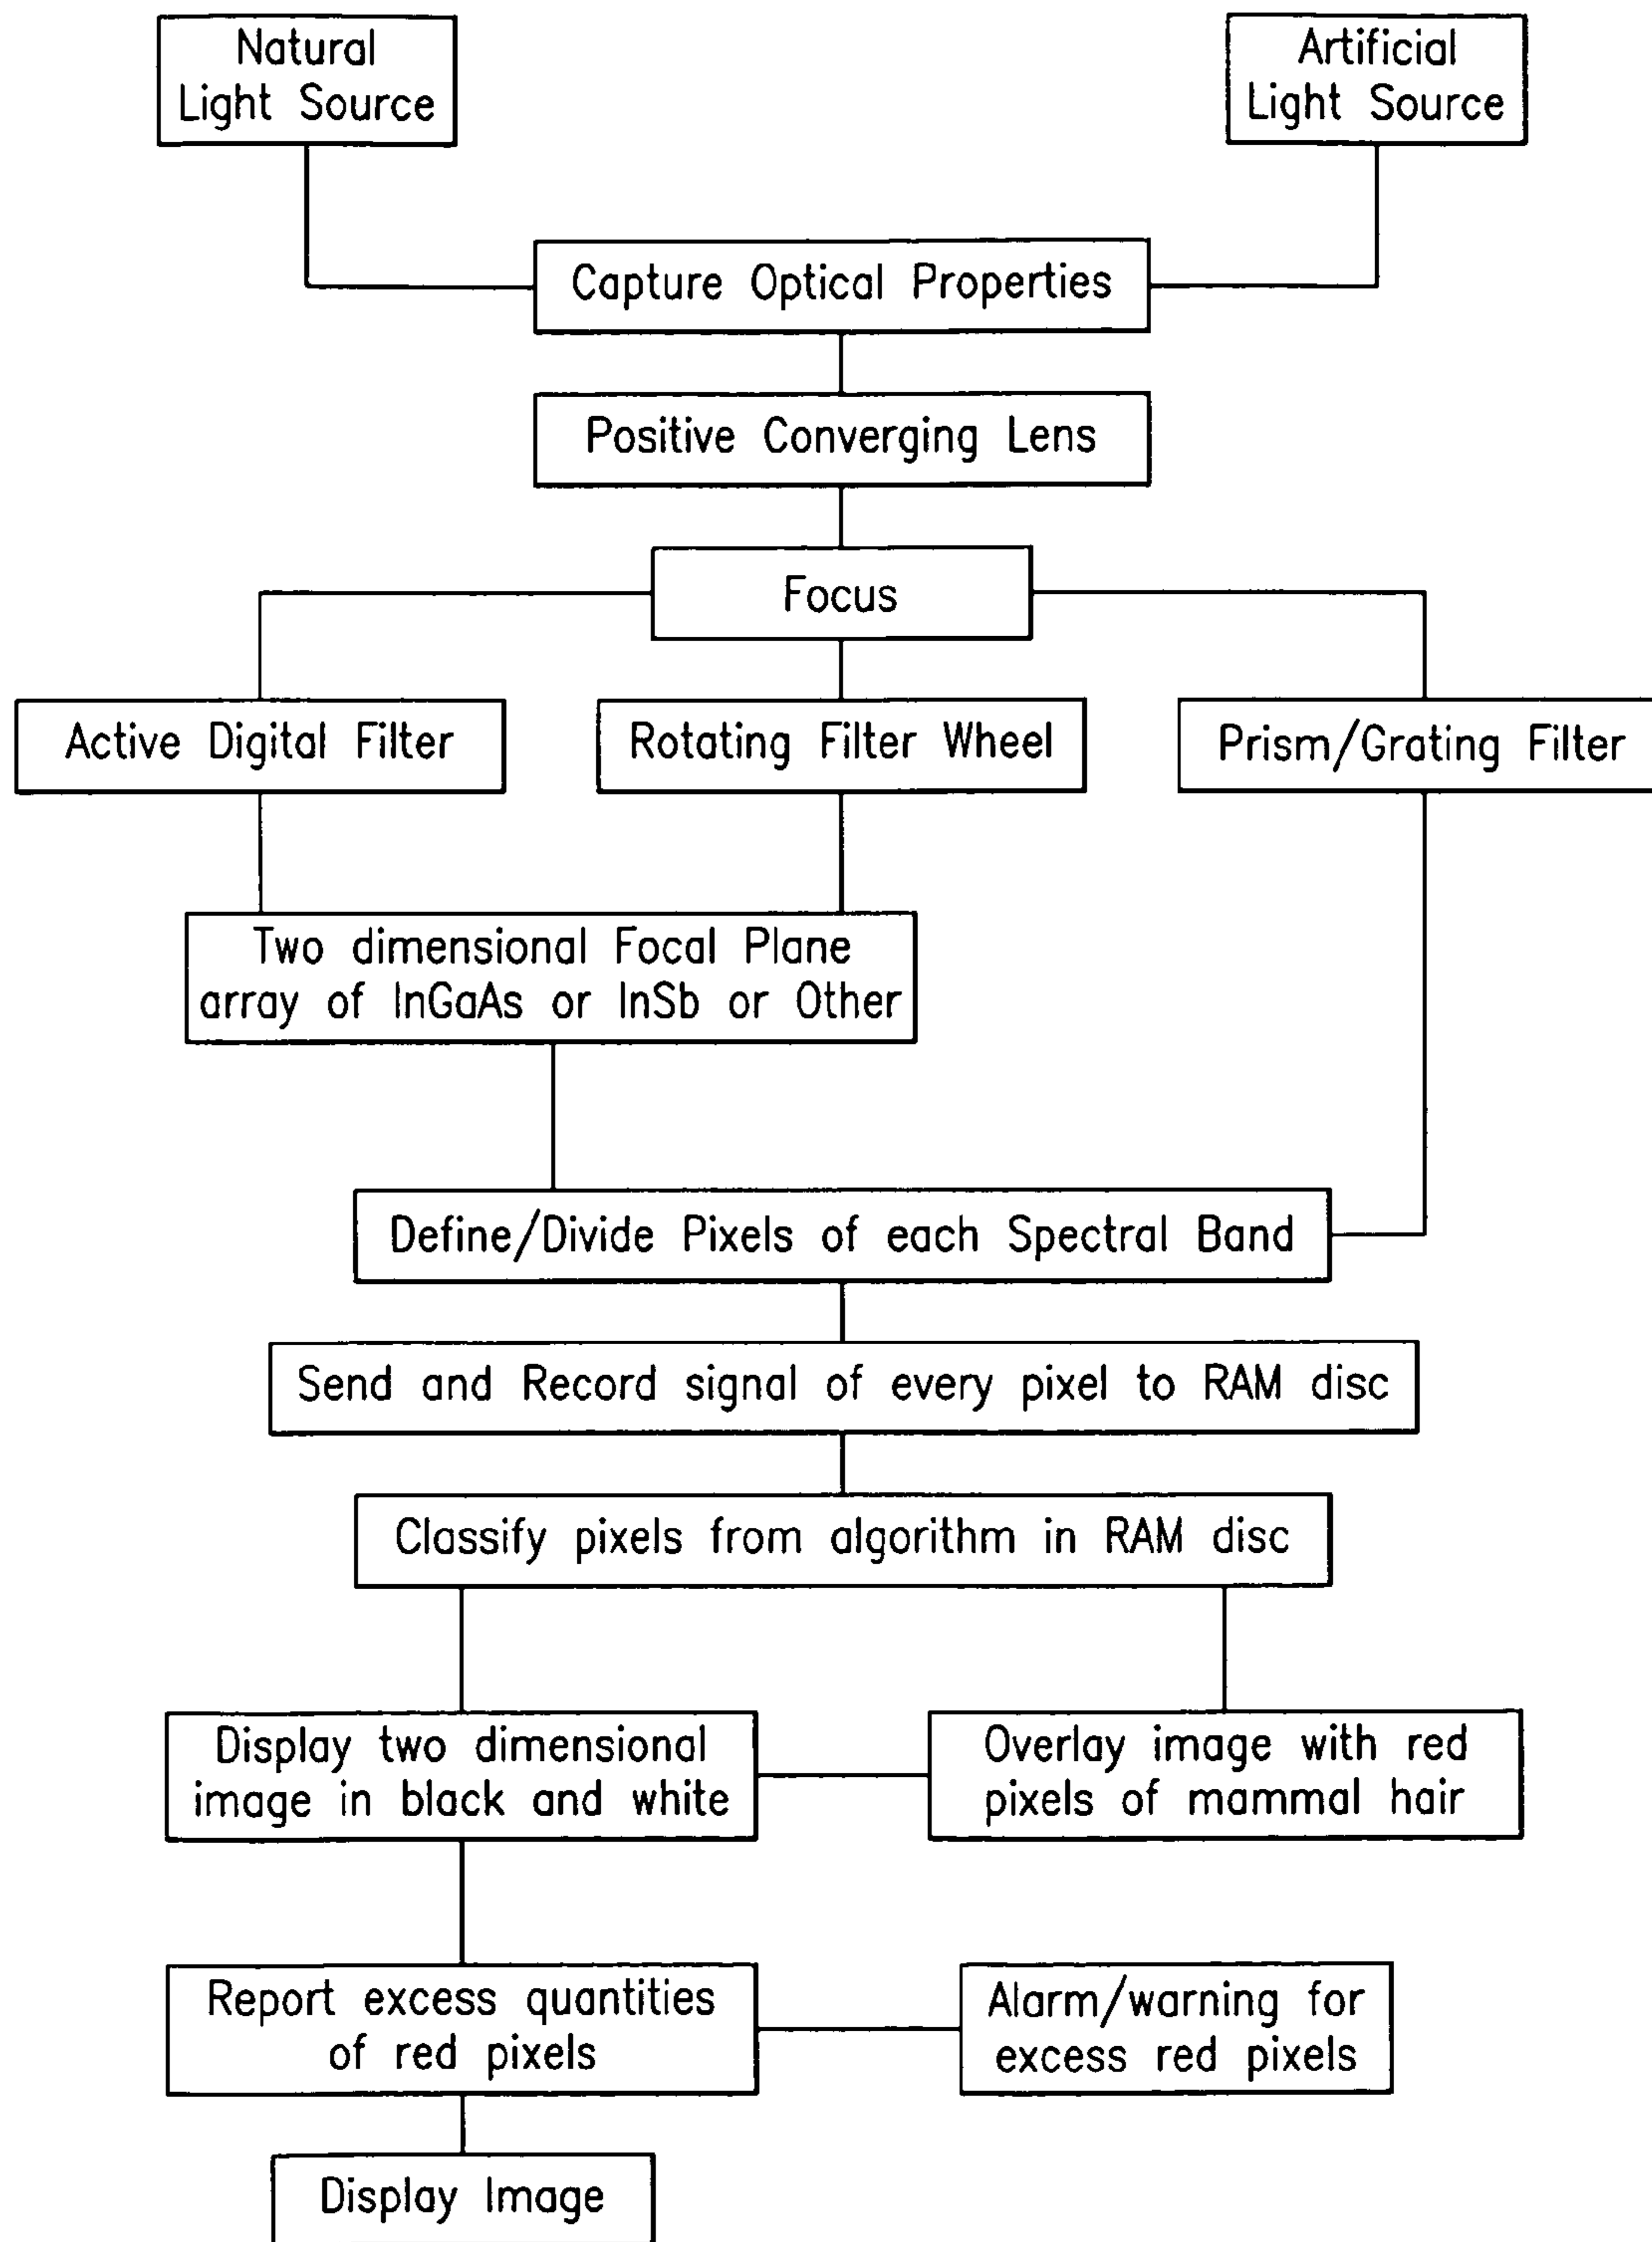 Natural
Light Source
Artificial
Light Source
Capture Optical Properties
Positive Converging Lens
Focus
Active Digital Filter
Rotating Filter Wheel
Prism/Grating Filter
Two dimensional Focal Plane
array of InGaAs or InSb or Other
Define/Divide Pixels of each Spectral Band
Send and Record signal of every pixel to RAM disc
Classify pixels from algorithm in RAM disc
Display two dimensional
image in black and white
Overlay image with red
pixels of mammal hair
Report excess quantities
of red pixels
Alarm/warning for
excess red pixels
Display Image